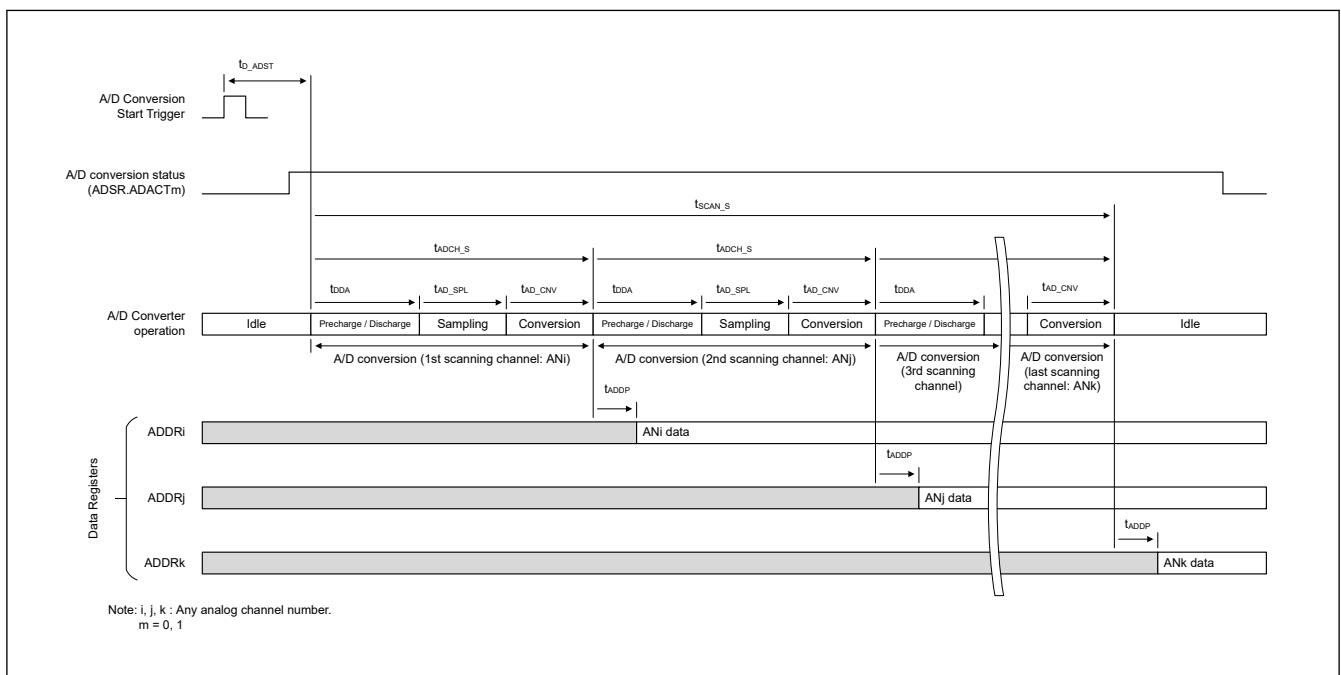 tD_ADST
A/D Conversion
Start Trigger
A/D conversion status
(ADSR.ADACTm)
tSCAN_S
tADCH_S tADCH_S
tDDA tAD_SPL tAD_CNV tDDA tAD_SPL tAD_CNV tDDA tAD_CNV
A/D Converter
operation
Idle Precharge / Discharge Sampling Conversion Precharge / Discharge Sampling Conversion Precharge / Discharge Conversion Idle
A/D conversion (1st scanning channel: ANi)
A/D conversion (2nd scanning channel: ANj)
A/D conversion
(3rd scanning
channel)
A/D conversion
(last scanning
channel: ANk)
tADDP
Data Registers
ADDRi ANi data
tADDP
ADDRj ANj data
tADDP
ADDRk ANk data
Note: i, j, k : Any analog channel number.
m = 0, 1